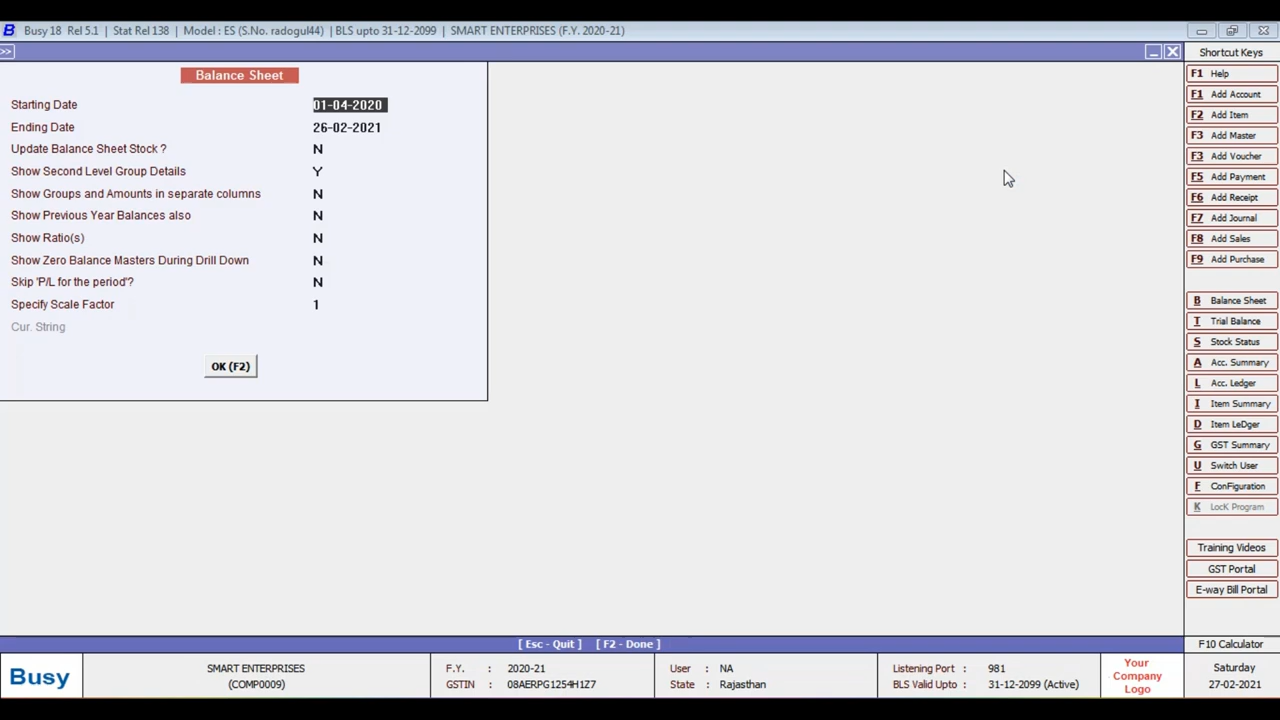 B Busy 18 Rel 5.1 | Stat Rel 138 | Model : ES (S.No. radogul44) | BLS upto 31-12-2099 | SMART ENTERPRISES (F.Y. 2020-21)
>>
Shortcut Keys
Balance Sheet
Starting Date 01-04-2020
Ending Date 26-02-2021
Update Balance Sheet Stock ? N
Show Second Level Group Details Y
Show Groups and Amounts in separate columns N
Show Previous Year Balances also N
Show Ratio(s) N
Show Zero Balance Masters During Drill Down N
Skip 'P/L for the period'? N
Specify Scale Factor 1
Cur. String
OK (F2)
F1 Help
F1 Add Account
F2 Add Item
F3 Add Master
F3 Add Voucher
F5 Add Payment
F6 Add Receipt
F7 Add Journal
F8 Add Sales
F9 Add Purchase
B Balance Sheet
T Trial Balance
S Stock Status
A Acc. Summary
L Acc. Ledger
I Item Summary
D Item LeDger
G GST Summary
U Switch User
F ConFiguration
K LocK Program
Training Videos
GST Portal
E-way Bill Portal
[ Esc - Quit ] [ F2 - Done ]
F10 Calculator
Busy
SMART ENTERPRISES
(COMP0009)
F.Y. : 2020-21
GSTIN : 08AERPG1254H1Z7
User : NA
State : Rajasthan
Listening Port : 981
BLS Valid Upto : 31-12-2099 (Active)
Your
Company
Logo
Saturday
27-02-2021